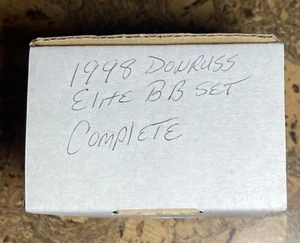 1998 DONRUSS
ELITE BB SET
COMPLETE